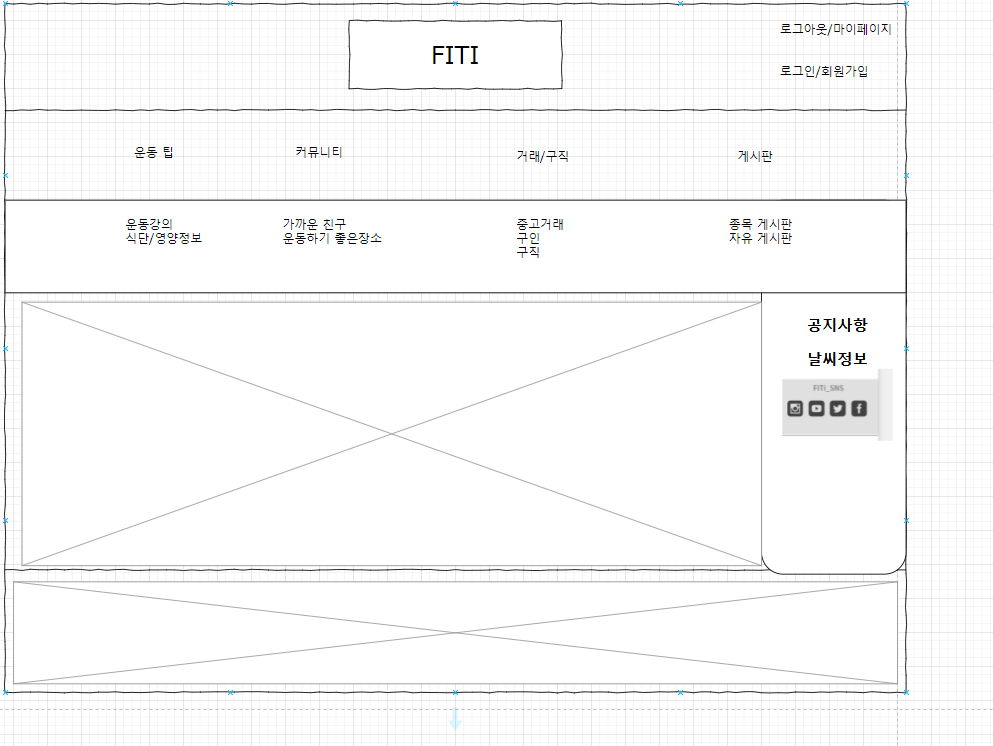 로그아웃/마이페이지
FITI
로그인/회원가입
운동 팁
커뮤니티
거래/구직
게시판
운동강의
식단/영양정보
가까운 친구
운동하기 좋은장소
중고거래
구인
구직
종목 게시판
자유 게시판
공지사항
날씨정보
FITI_SNS